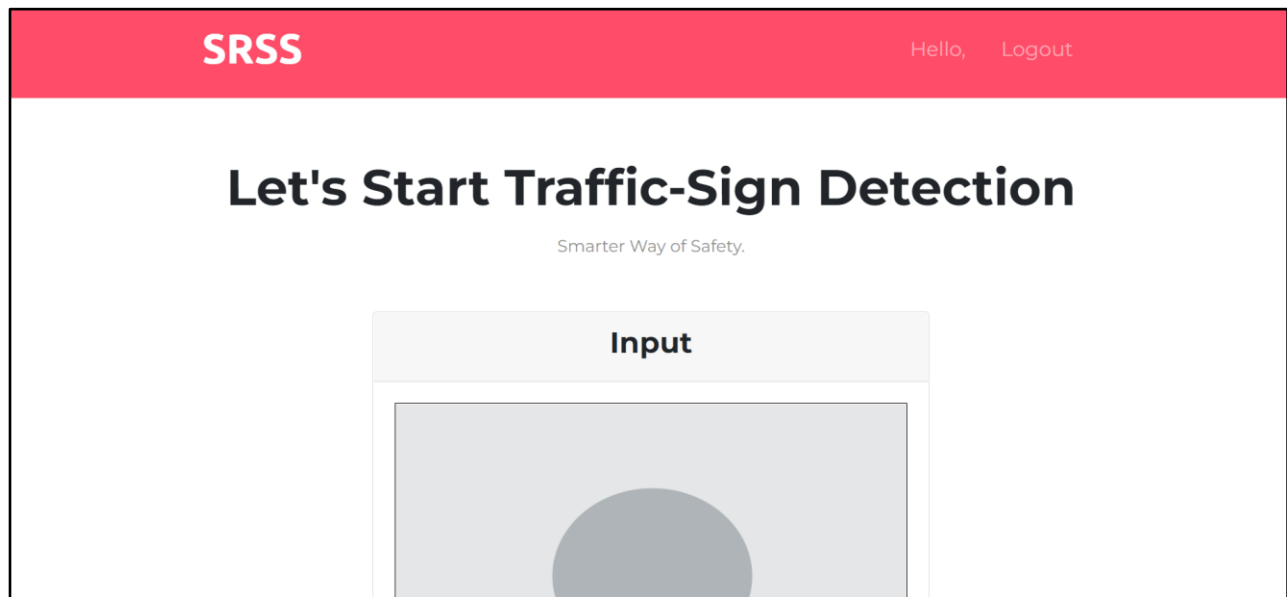 SRSS
Hello, Logout
Let's Start Traffic-Sign Detection
Smarter Way of Safety.
Input